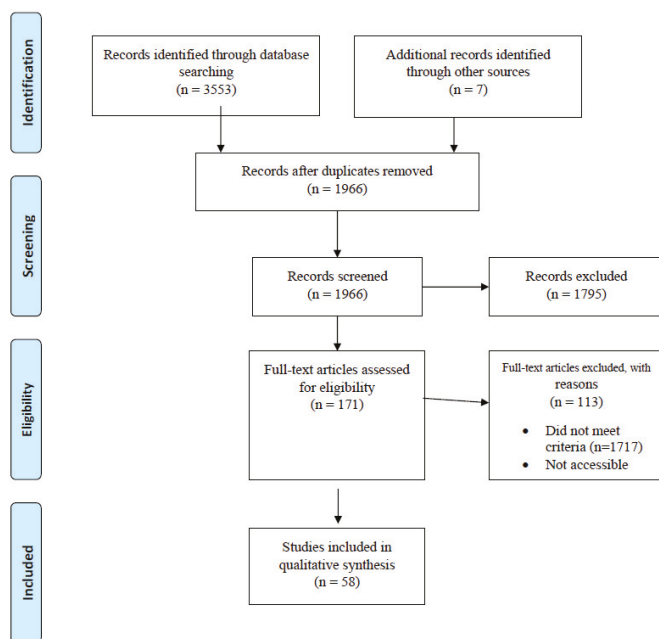 Identification
Records identified through database
searching
(n = 3553)
Additional records identified
through other sources
(n = 7)
Records after duplicates removed
(n = 1966)
Screening
Records screened
(n = 1966)
Records excluded
(n = 1795)
Eligibility
Full-text articles assessed
for eligibility
(n = 171)
Full-text articles excluded, with
reasons
(n = 113)
• Did not meet
criteria (n=1717)
• Not accessible
Included
Studies included in
qualitative synthesis
(n = 58)